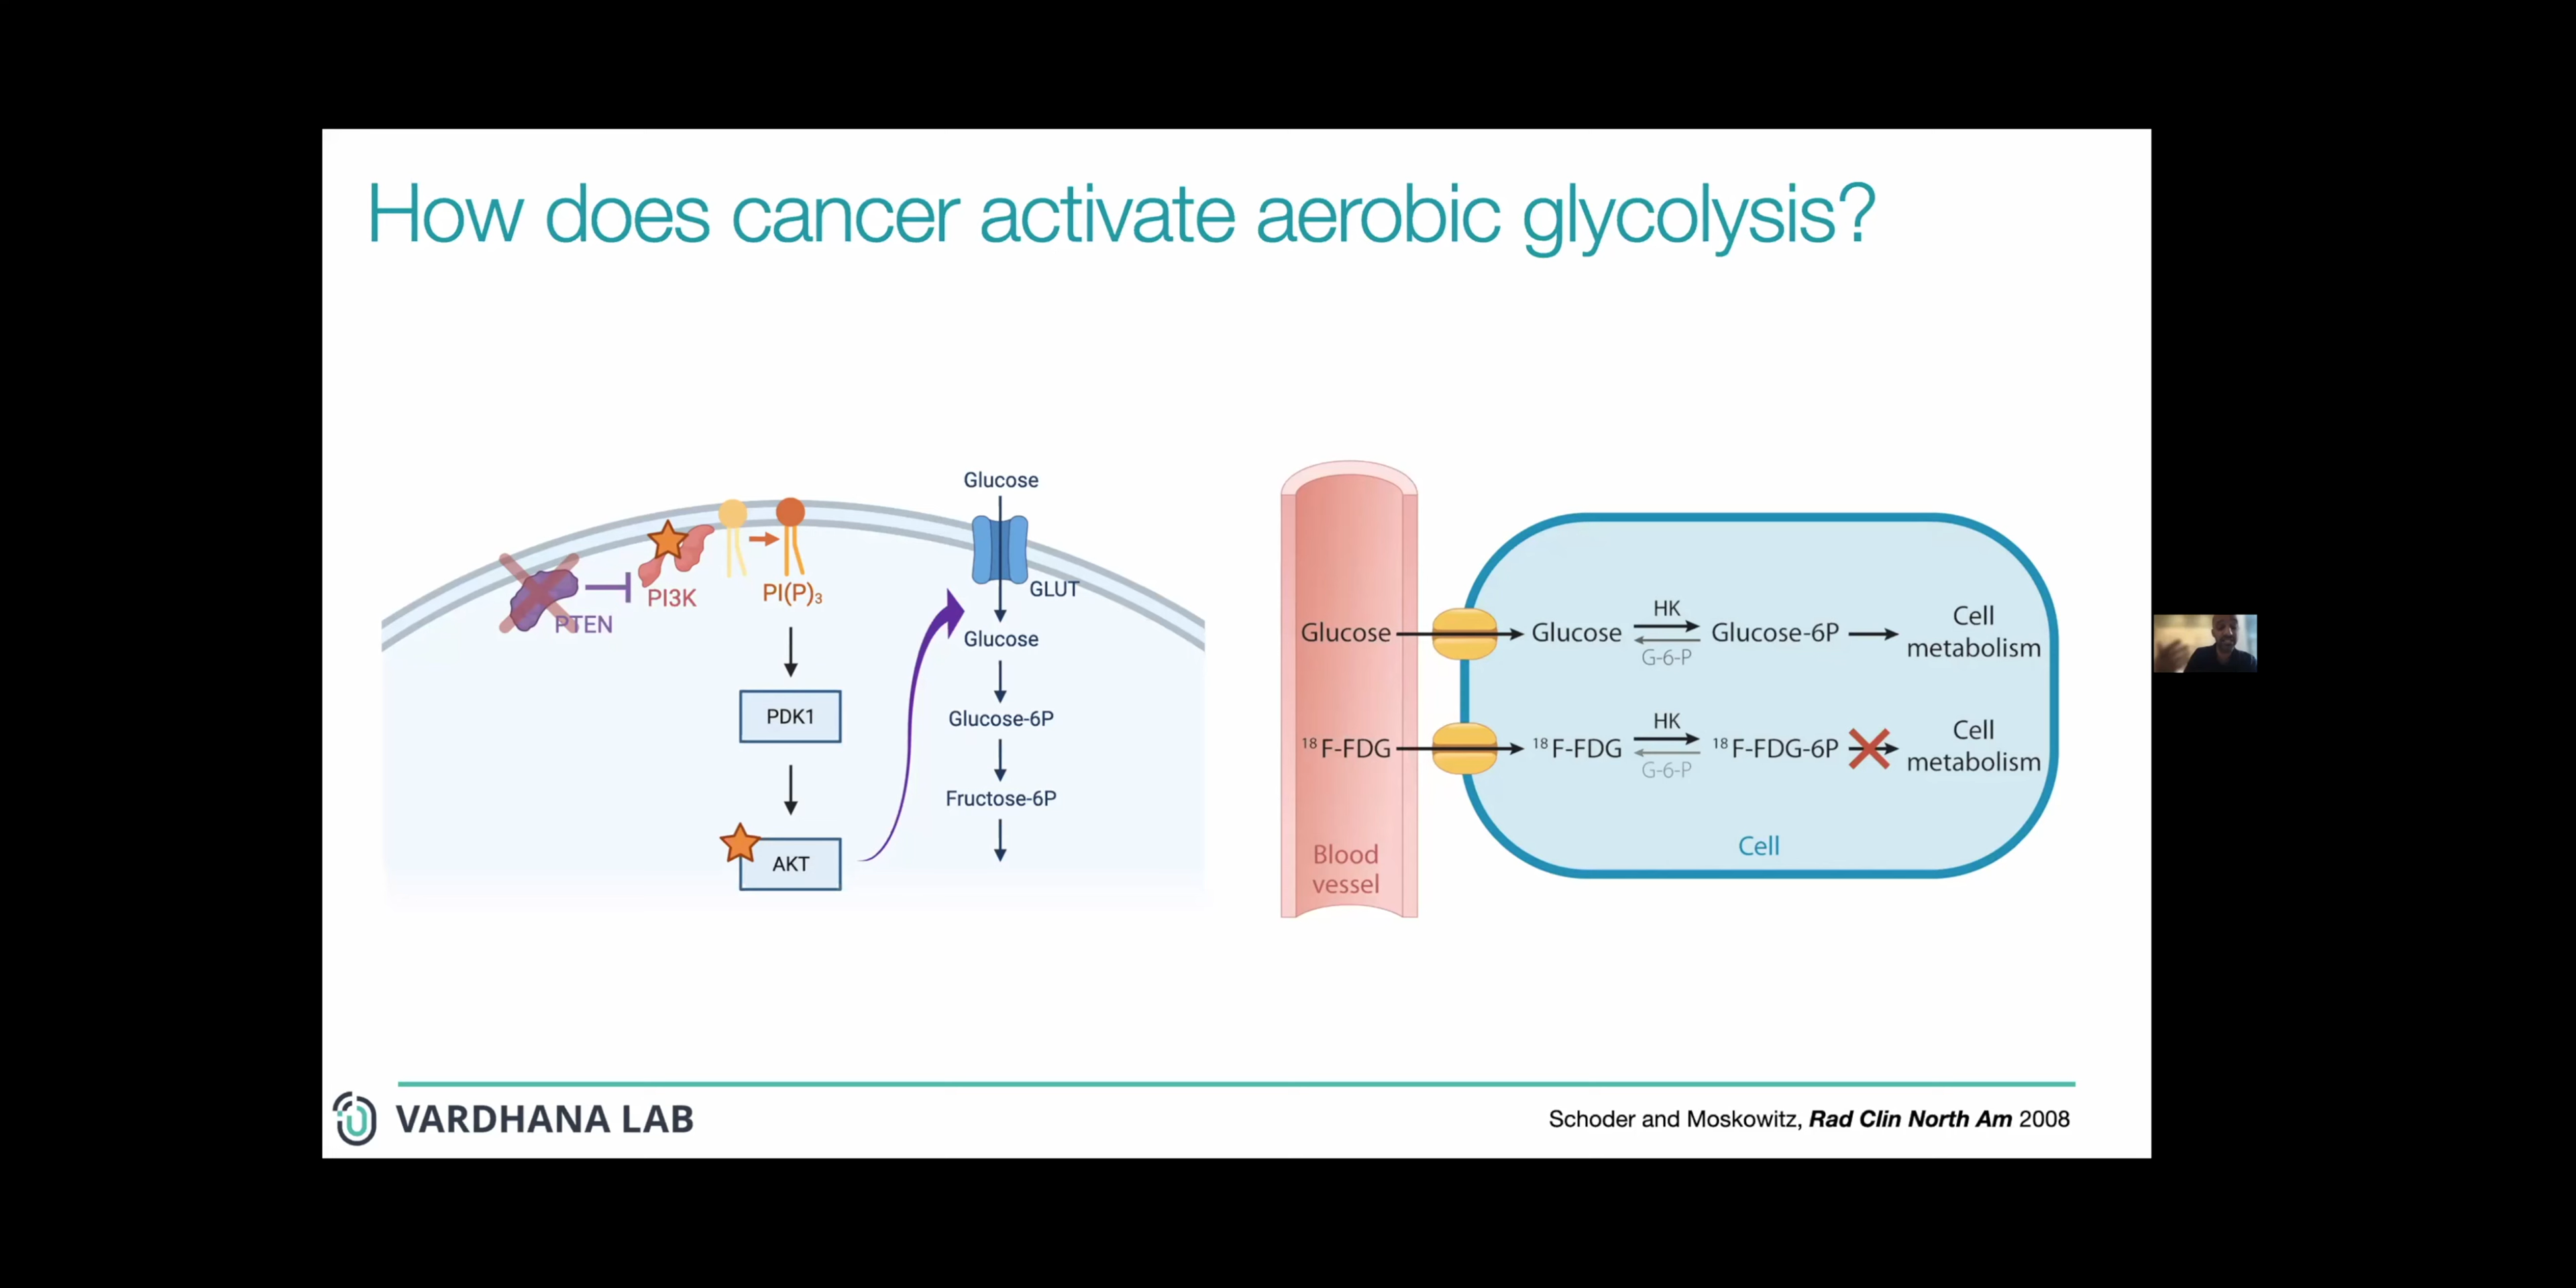 How does cancer activate aerobic glycolysis?
Glucose
PTEN
PI3K
PI(P)₃
GLUT
Glucose
PDK1
Glucose-6P
Fructose-6P
AKT
Glucose
Glucose
HK
G-6-P
Glucose-6P
Cell
metabolism
¹⁸F-FDG
¹⁸F-FDG
HK
G-6-P
¹⁸F-FDG-6P
Cell
metabolism
Blood
vessel
Cell
VARDHANA LAB
Schoder and Moskowitz, Rad Clin North Am 2008